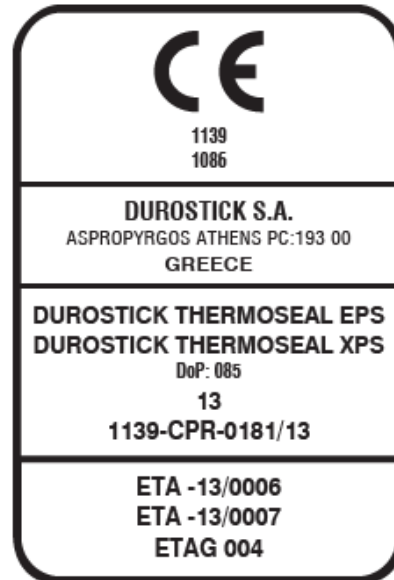 CE
1139
1086
DUROSTICK S.A.
ASPROPYRGOS ATHENS PC:193 00
GREECE
DUROSTICK THERMOSEAL EPS
DUROSTICK THERMOSEAL XPS
DoP: 085
13
1139-CPR-0181/13
ETA -13/0006
ETA -13/0007
ETAG 004